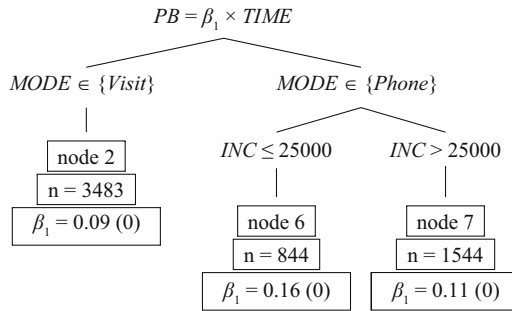 PB = β₁ × TIME
MODE ∈ {Visit}
MODE ∈ {Phone}
node 2
n = 3483
β₁ = 0.09 (0)
INC ≤ 25000
INC > 25000
node 6
n = 844
β₁ = 0.16 (0)
node 7
n = 1544
β₁ = 0.11 (0)